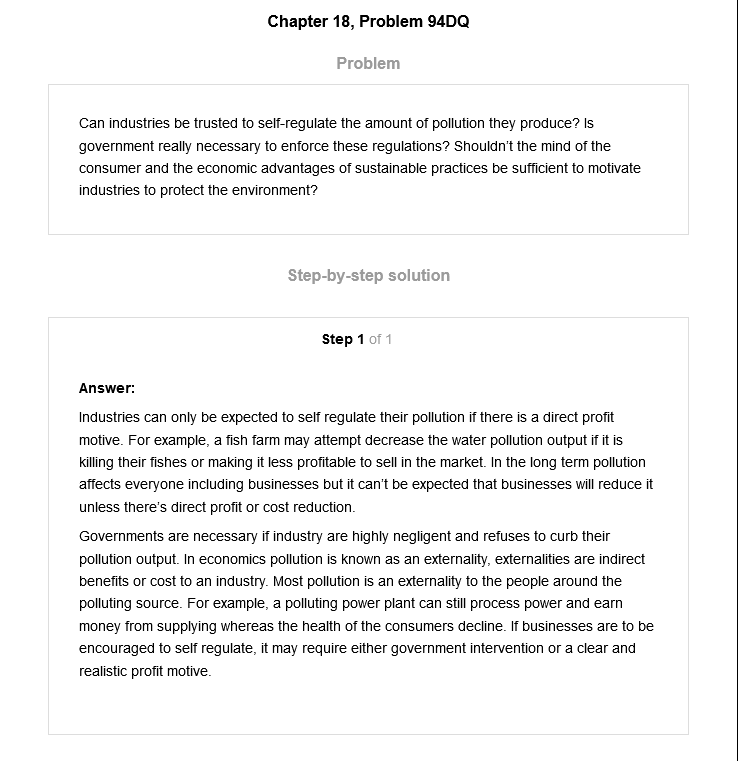 Chapter 18, Problem 94DQ
Problem
Can industries be trusted to self-regulate the amount of pollution they produce? Is
government really necessary to enforce these regulations? Shouldn't the mind of the
consumer and the economic advantages of sustainable practices be sufficient to motivate
industries to protect the environment?
Step-by-step solution
Step 1 of 1
Answer:
Industries can only be expected to self regulate their pollution if there is a direct profit
motive. For example, a fish farm may attempt decrease the water pollution output if it is
killing their fishes or making it less profitable to sell in the market. In the long term pollution
affects everyone including businesses but it can't be expected that businesses will reduce it
unless there's direct profit or cost reduction.
Governments are necessary if industry are highly negligent and refuses to curb their
pollution output. In economics pollution is known as an externality, externalities are indirect
benefits or cost to an industry. Most pollution is an externality to the people around the
polluting source. For example, a polluting power plant can still process power and earn
money from supplying whereas the health of the consumers decline. If businesses are to be
encouraged to self regulate, it may require either government intervention or a clear and
realistic profit motive.